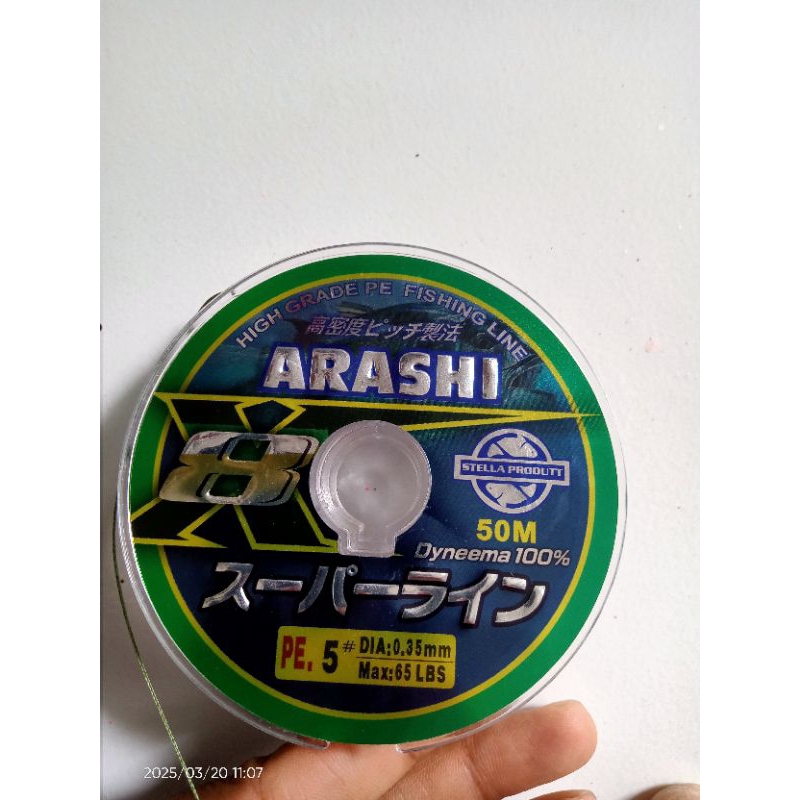 HIGH GRADE PE FISHING LINE
高密度ピッチ製法
ARASHI
X8
STELLA PRODUTT
50M
Dyneema 100%
スーパーライン
PE. 5# DIA:0.35mm
Max:65 LBS
2025/03/20 11:07